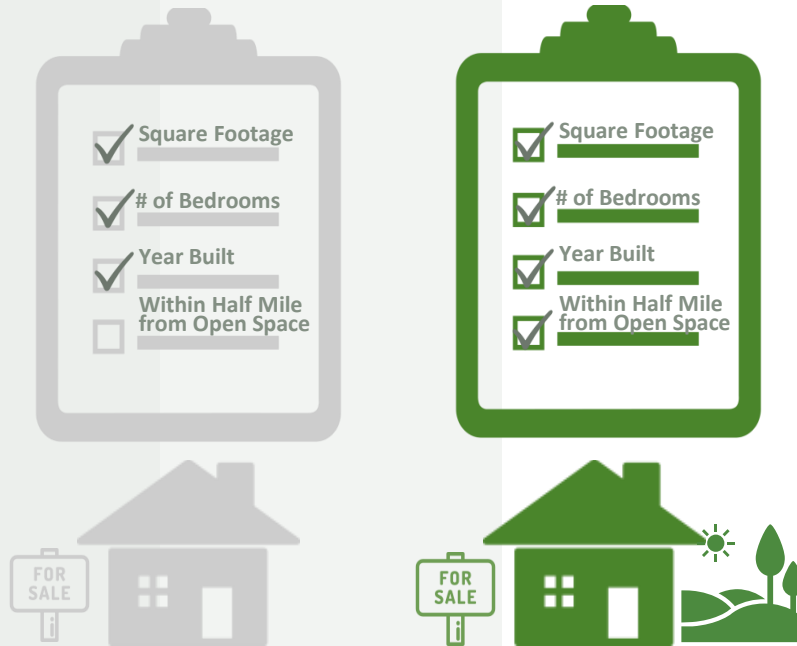 Square Footage
# of Bedrooms
Year Built
Within Half Mile
from Open Space
FOR
SALE
Square Footage
# of Bedrooms
Year Built
Within Half Mile
from Open Space
FOR
SALE